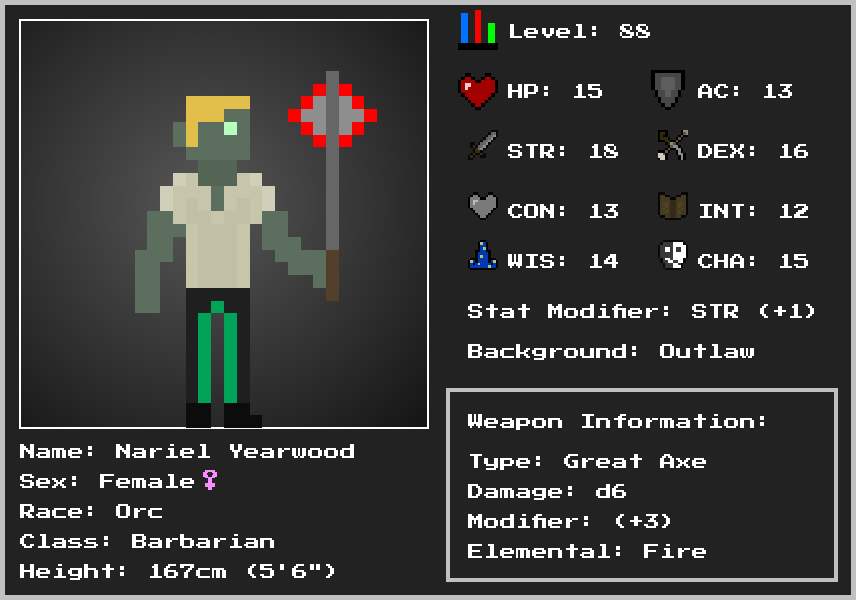 Level: 88
HP: 15 AC: 13
STR: 18 DEX: 16
CON: 13 INT: 12
WIS: 14 CHA: 15
Stat Modifier: STR (+1)
Background: Outlaw
Weapon Information:
Type: Great Axe
Damage: d6
Modifier: (+3)
Elemental: Fire
Name: Nariel Yearwood
Sex: Female♀
Race: Orc
Class: Barbarian
Height: 167cm (5'6")